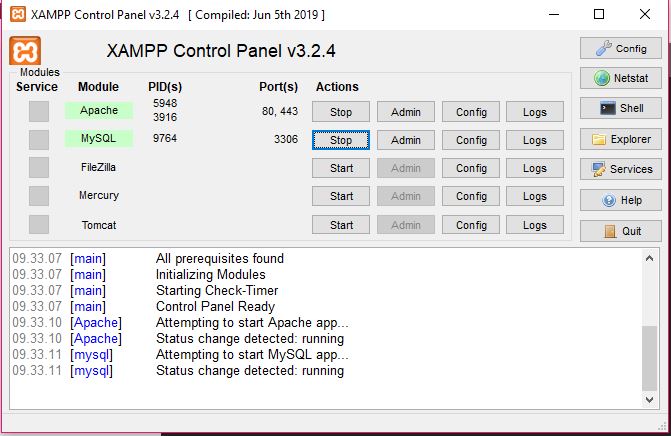 XAMPP Control Panel v3.2.4 [ Compiled: Jun 5th 2019 ]
XAMPP Control Panel v3.2.4
Config
Modules
Service Module PID(s) Port(s) Actions
Netstat
Apache 5948 3916 80, 443 Stop Admin Config Logs
Shell
MySQL 9764 3306 Stop Admin Config Logs
Explorer
FileZilla Start Admin Config Logs
Services
Mercury Start Admin Config Logs
Help
Tomcat Start Admin Config Logs
Quit
09.33.07 [main] All prerequisites found
09.33.07 [main] Initializing Modules
09.33.07 [main] Starting Check-Timer
09.33.07 [main] Control Panel Ready
09.33.10 [Apache] Attempting to start Apache app...
09.33.10 [Apache] Status change detected: running
09.33.11 [mysql] Attempting to start MySQL app...
09.33.11 [mysql] Status change detected: running